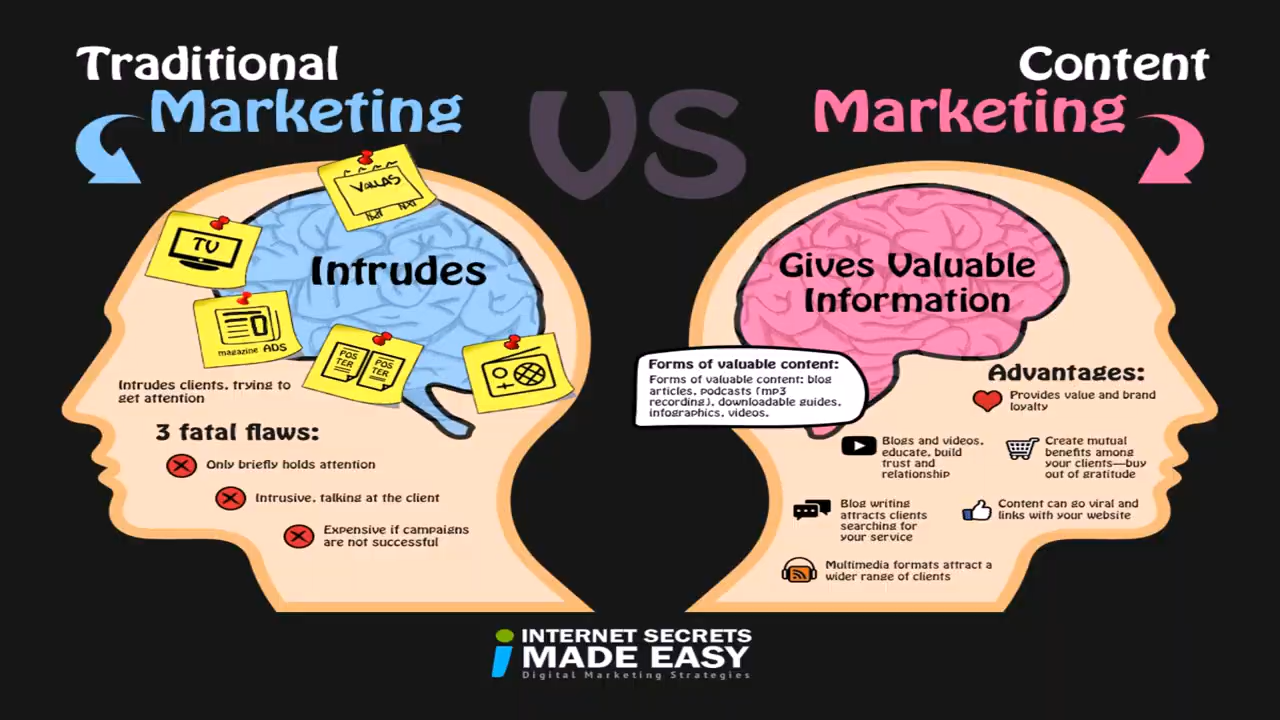 Traditional
Marketing
VS
Content
Marketing
VALLAS
TV
magazine ADS
POS
TER
POS
TER
Intrudes
Intrudes clients, trying to
get attention
3 fatal flaws:
Only briefly holds attention
Intrusive, talking at the client
Expensive if campaigns
are not successful
Gives Valuable
Information
Forms of valuable content:
Forms of valuable content: blog
articles, podcasts (mp3
recording), downloadable guides,
infographics, videos.
Advantages:
Provides value and brand
loyalty
Blogs and videos,
educate, build
trust and
relationship
Create mutual
benefits among
your clients—buy
out of gratitude
Blog writing
attracts clients
searching for
your service
Content can go viral and
links with your website
Multimedia formats attract a
wider range of clients
INTERNET SECRETS
MADE EASY
Digital Marketing Strategies